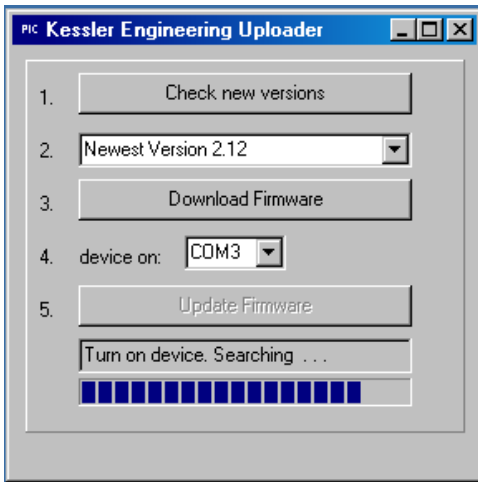 PIC Kessler Engineering Uploader
1. Check new versions
2. Newest Version 2.12
3. Download Firmware
4. device on: COM3
5. Update Firmware
Turn on device. Searching . . .